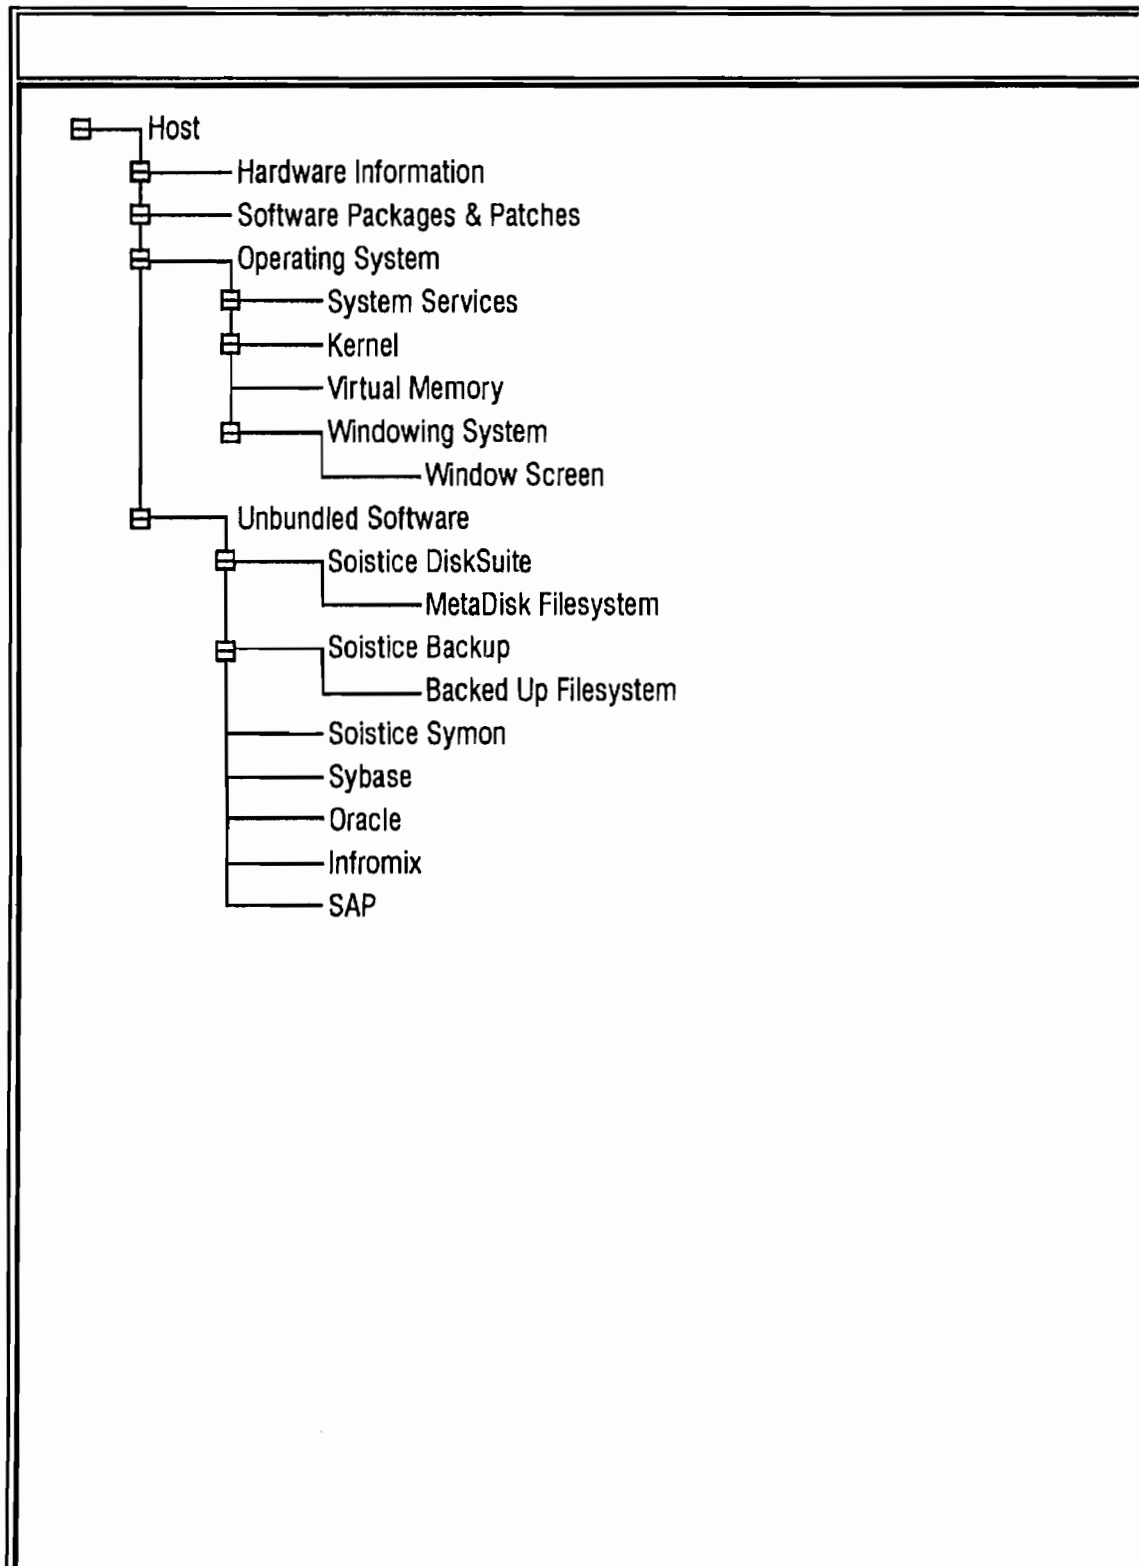 Host
Hardware Information
Software Packages & Patches
Operating System
System Services
Kernel
Virtual Memory
Windowing System
Window Screen
Unbundled Software
Soistice DiskSuite
MetaDisk Filesystem
Soistice Backup
Backed Up Filesystem
Soistice Symon
Sybase
Oracle
Infromix
SAP